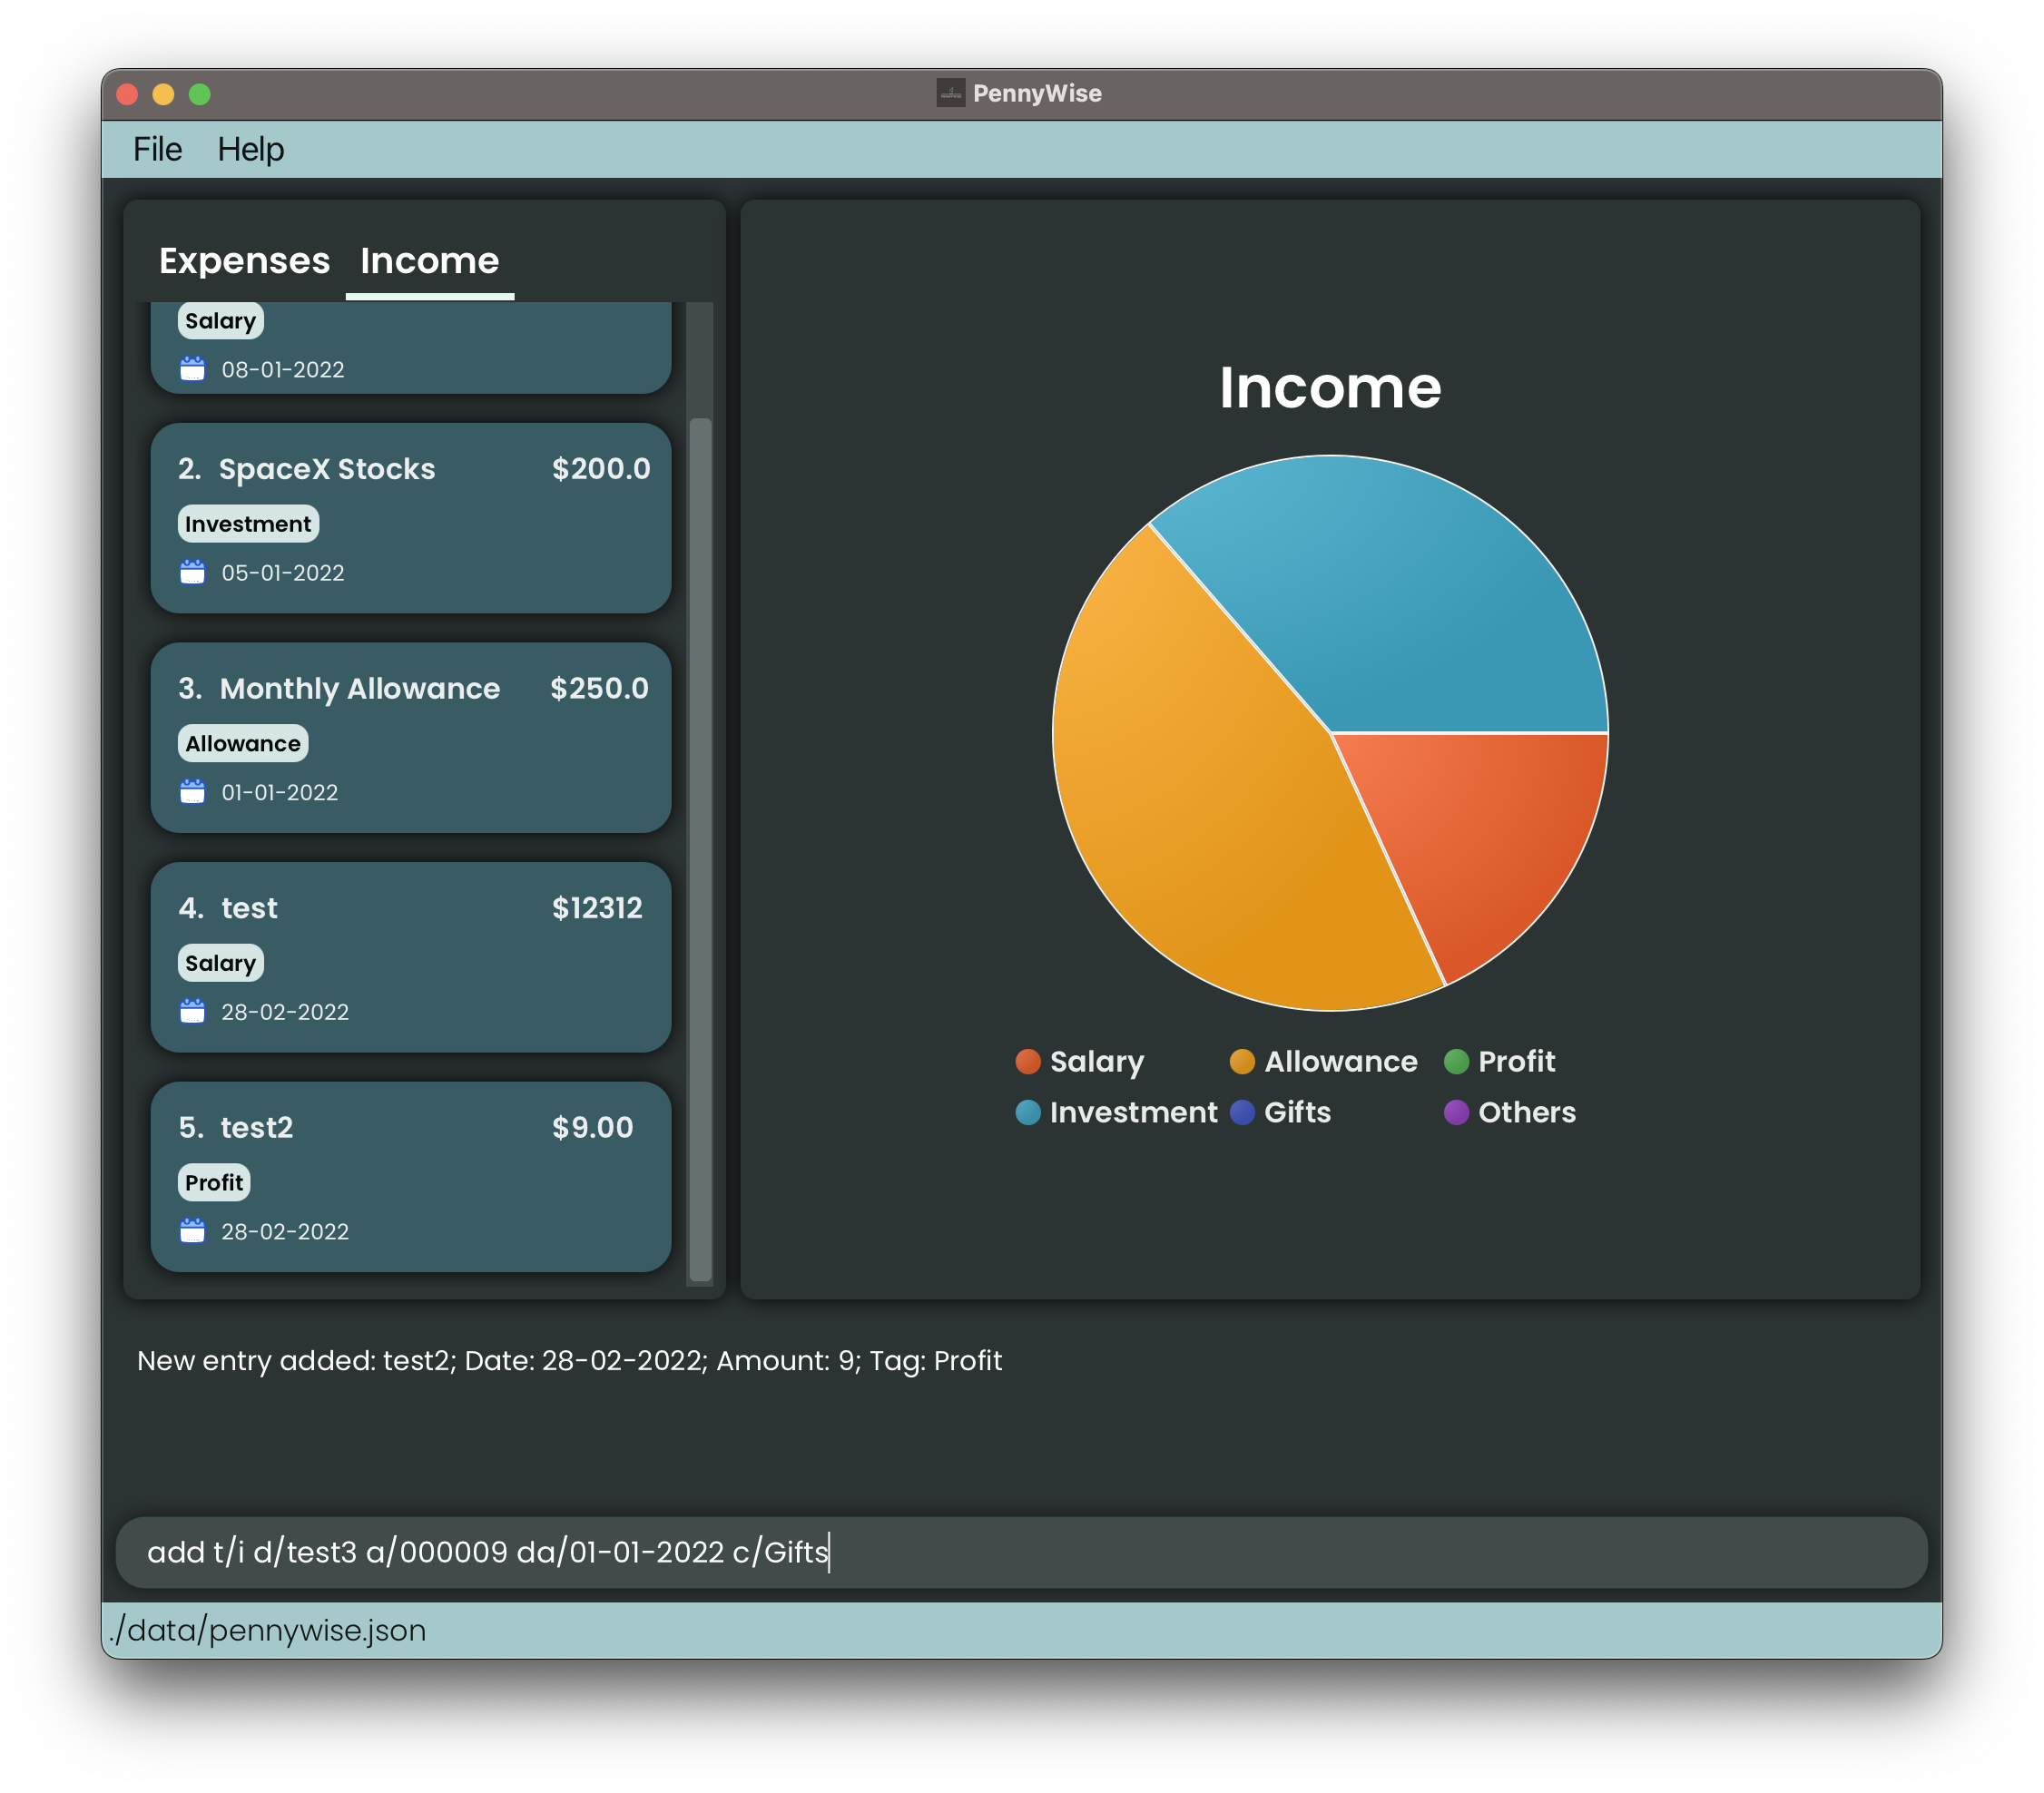 PennyWise
File Help
Expenses Income
Salary
08-01-2022
2. SpaceX Stocks $200.0
Investment
05-01-2022
3. Monthly Allowance $250.0
Allowance
01-01-2022
4. test $12312
Salary
28-02-2022
5. test2 $9.00
Profit
28-02-2022
Income
Salary Allowance Profit
Investment Gifts Others
New entry added: test2; Date: 28-02-2022; Amount: 9; Tag: Profit
add t/i d/test3 a/000009 da/01-01-2022 c/Gifts
./data/pennywise.json